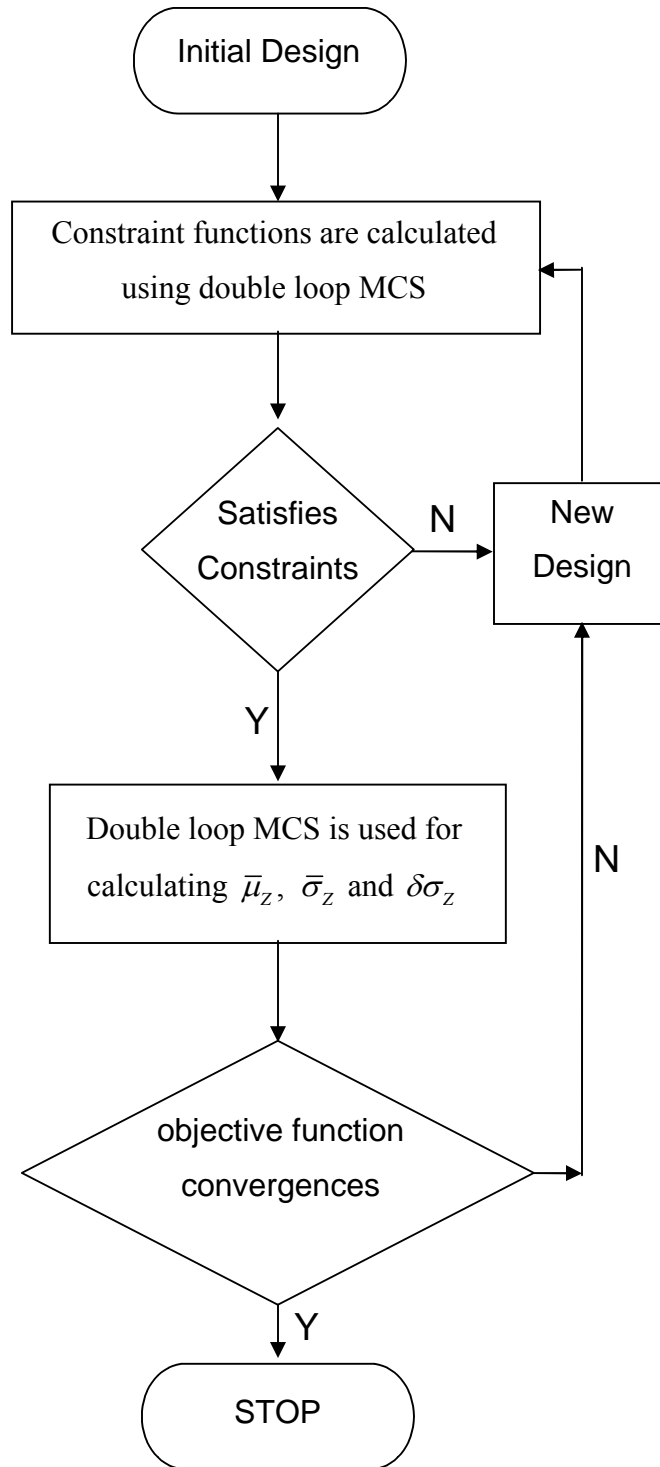 Initial Design
Constraint functions are calculated
using double loop MCS
Satisfies
Constraints
N
New
Design
Y
Double loop MCS is used for
calculating μ̄_Z, σ̄_Z and δσ_Z
N
objective function
convergences
Y
STOP